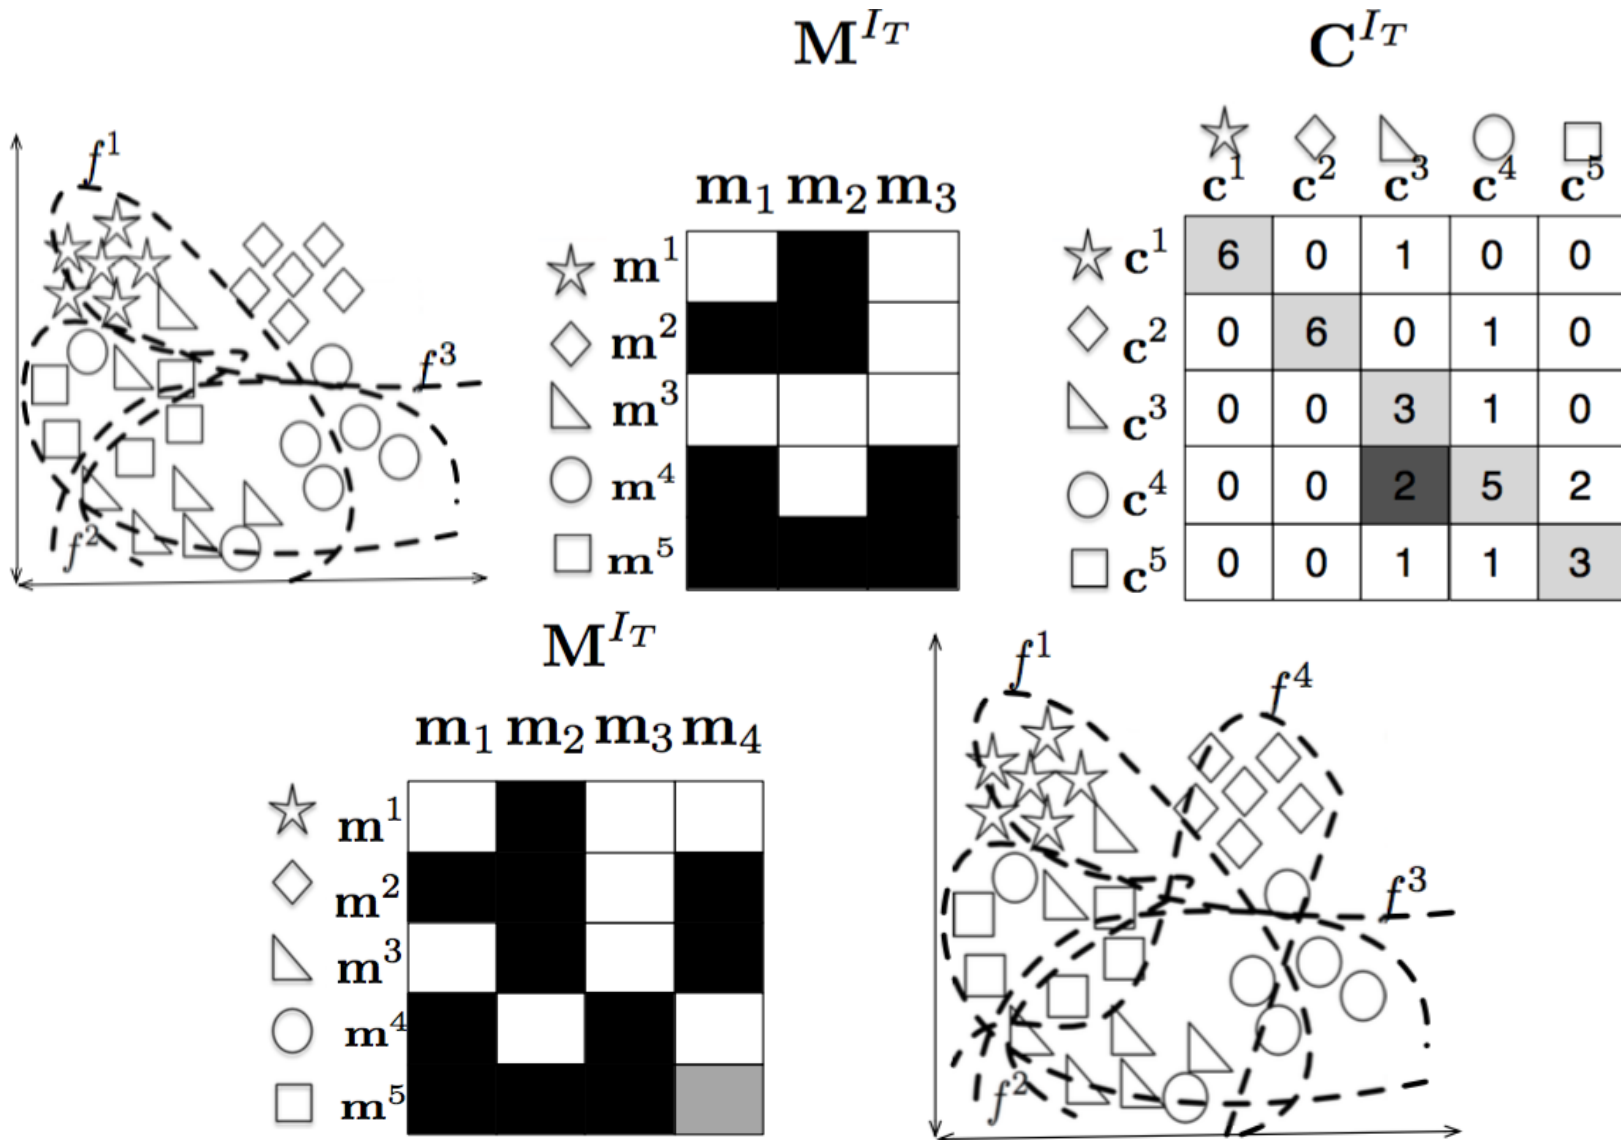 M^{I_T}
C^{I_T}
f^1
f^3
f^2
m_1 m_2 m_3
m^1
m^2
m^3
m^4
m^5
c^1 c^2 c^3 c^4 c^5
c^1 6 0 1 0 0
c^2 0 6 0 1 0
c^3 0 0 3 1 0
c^4 0 0 2 5 2
c^5 0 0 1 1 3
M^{I_T}
m_1 m_2 m_3 m_4
m^1
m^2
m^3
m^4
m^5
f^1
f^4
f^3
f^2